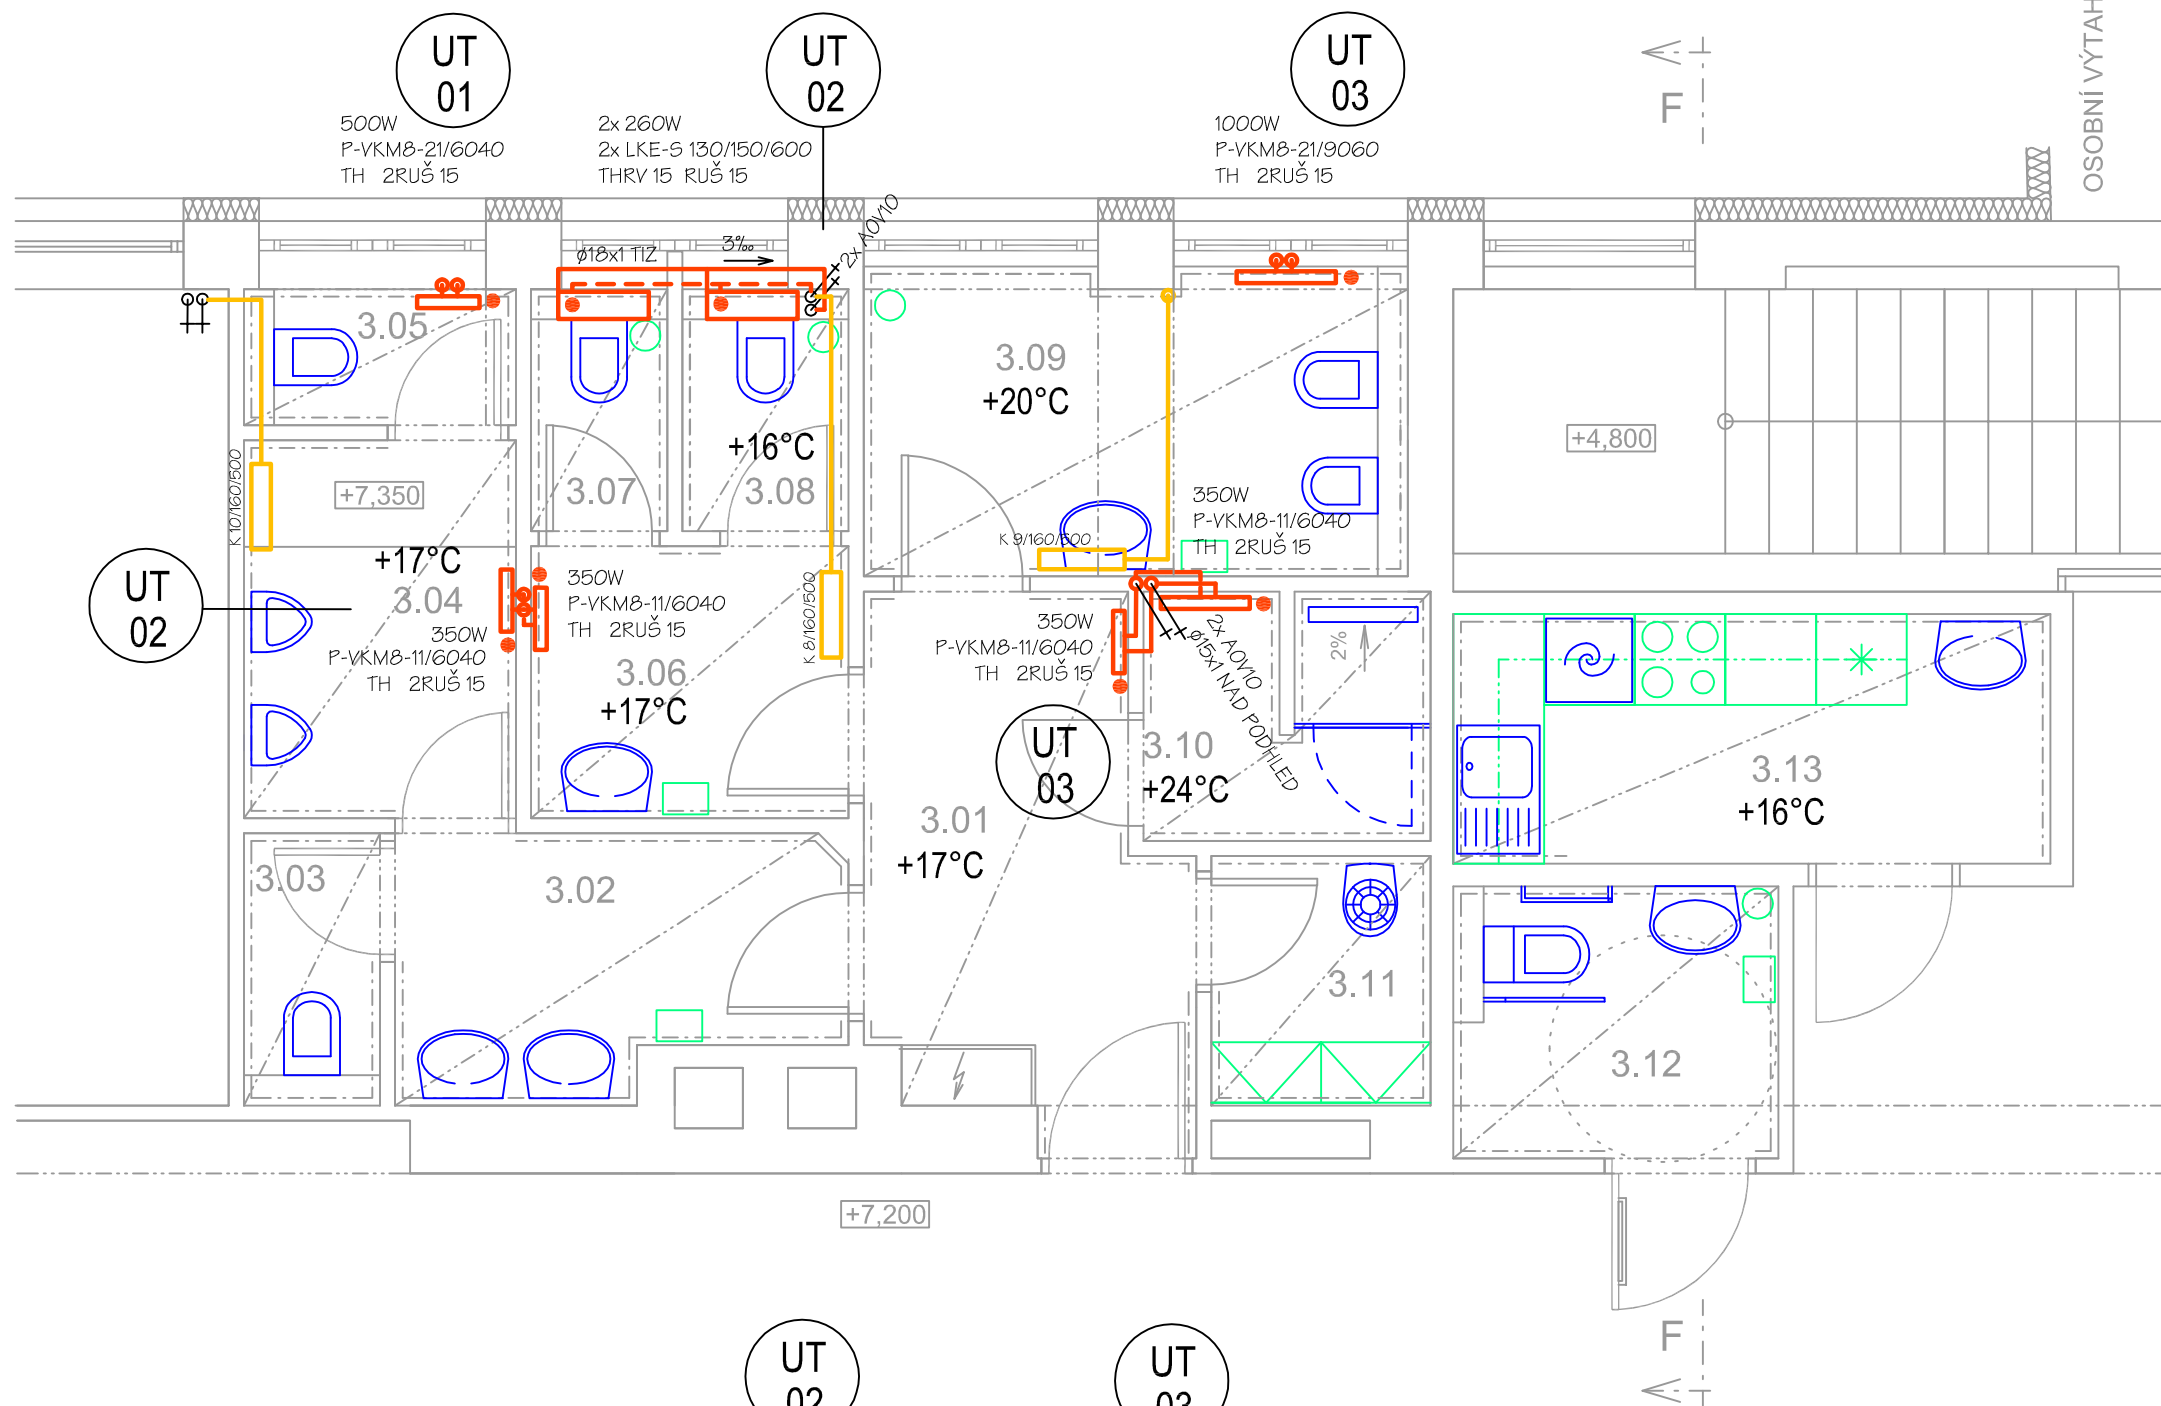 UT
01
UT
02
UT
03
F
OSOBNÍ VÝTAH
500W
P-VKM8-21/6040
TH 2RUŠ 15
2x 260W
2x LKE-S 130/150/600
THRV 15 RUŠ 15
1000W
P-VKM8-21/9060
TH 2RUŠ 15
ø18x1 TIZ
3‰
2x AOV10
3.05
3.09
+20°C
+16°C
+4,800
3.07
3.08
+7,350
K 10/160/500
350W
P-VKM8-11/6040
TH 2RUŠ 15
K 9/160/500
+17°C
3.04
UT
02
350W
P-VKM8-11/6040
TH 2RUŠ 15
350W
P-VKM8-11/6040
TH 2RUŠ 15
K 8/160/500
3.06
+17°C
350W
P-VKM8-11/6040
TH 2RUŠ 15
2x AOV10
ø15x1 NAD PODHLED
2%
UT
03
3.10
+24°C
3.13
+16°C
3.01
+17°C
3.03
3.02
3.11
3.12
+7,200
F
UT
02
UT
03